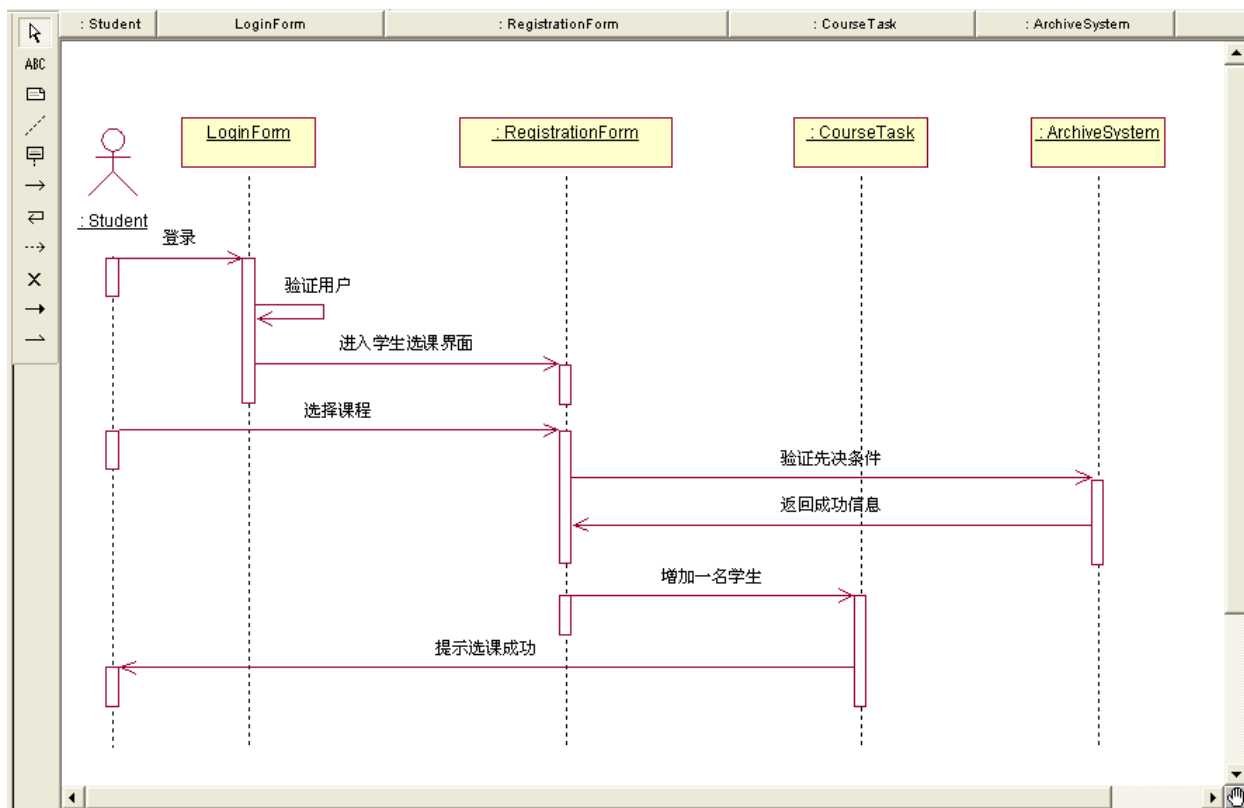 : Student
LoginForm
: RegistrationForm
: CourseTask
: ArchiveSystem
ABC
LoginForm
: RegistrationForm
: CourseTask
: ArchiveSystem
: Student
登录
验证用户
进入学生选课界面
选择课程
验证先决条件
返回成功信息
增加一名学生
提示选课成功